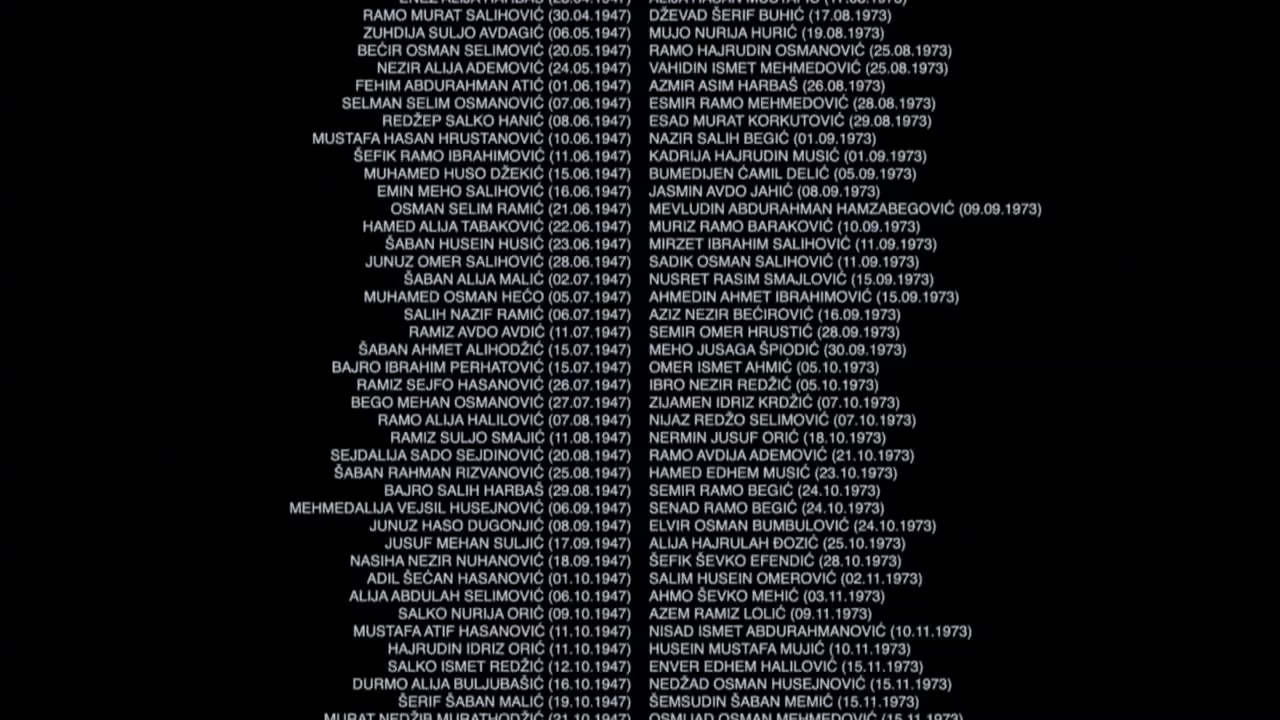 RAMO MURAT SALIHOVIĆ (30.04.1947) DŽEVAD ŠERIF BUHIĆ (17.08.1973)
ZUHDIJA SULJO AVDAGIĆ (06.05.1947) MUJO NURIJA HURIĆ (19.08.1973)
BEĆIR OSMAN SELIMOVIĆ (20.05.1947) RAMO HAJRUDIN OSMANOVIĆ (25.08.1973)
NEZIR ALIJA ADEMOVIĆ (24.05.1947) VAHIDIN ISMET MEHMEDOVIĆ (25.08.1973)
FEHIM ABDURAHMAN ATIĆ (01.06.1947) AZMIR ASIM HARBAŠ (26.08.1973)
SELMAN SELIM OSMANOVIĆ (07.06.1947) ESMIR RAMO MEHMEDOVIĆ (28.08.1973)
REDŽEP SALKO HANIĆ (08.06.1947) ESAD MURAT KORKUTOVIĆ (29.08.1973)
MUSTAFA HASAN HRUSTANOVIĆ (10.06.1947) NAZIR SALIH BEGIĆ (01.09.1973)
ŠEFIK RAMO IBRAHIMOVIĆ (11.06.1947) KADRIJA HAJRUDIN MUSIĆ (01.09.1973)
MUHAMED HUSO DŽEKIĆ (15.06.1947) BUMEDIJEN ĆAMIL DELIĆ (05.09.1973)
EMIN MEHO SALIHOVIĆ (16.06.1947) JASMIN AVDO JAHIĆ (08.09.1973)
OSMAN SELIM RAMIĆ (21.06.1947) MEVLUDIN ABDURAHMAN HAMZABEGOVIĆ (09.09.1973)
HAMED ALIJA TABAKOVIĆ (22.06.1947) MURIZ RAMO BARAKOVIĆ (10.09.1973)
ŠABAN HUSEIN HUSIĆ (23.06.1947) MIRZET IBRAHIM SALIHOVIĆ (11.09.1973)
JUNUZ OMER SALIHOVIĆ (28.06.1947) SADIK OSMAN SALIHOVIĆ (11.09.1973)
ŠABAN ALIJA MALIĆ (02.07.1947) NUSRET RASIM SMAJLOVIĆ (15.09.1973)
MUHAMED OSMAN HEĆO (05.07.1947) AHMEDIN AHMET IBRAHIMOVIĆ (15.09.1973)
SALIH NAZIF RAMIĆ (06.07.1947) AZIZ NEZIR BEĆIROVIĆ (16.09.1973)
RAMIZ AVDO AVDIĆ (11.07.1947) SEMIR OMER HRUSTIĆ (28.09.1973)
ŠABAN AHMET ALIHODŽIĆ (15.07.1947) MEHO JUSAGA ŠPIODIĆ (30.09.1973)
BAJRO IBRAHIM PERHATOVIĆ (15.07.1947) OMER ISMET AHMIĆ (05.10.1973)
RAMIZ SEJFO HASANOVIĆ (26.07.1947) IBRO NEZIR REDŽIĆ (05.10.1973)
BEGO MEHAN OSMANOVIĆ (27.07.1947) ZIJAMEN IDRIZ KRDŽIĆ (07.10.1973)
RAMO ALIJA HALILOVIĆ (07.08.1947) NIJAZ REDŽO SELIMOVIĆ (07.10.1973)
RAMIZ SULJO SMAJIĆ (11.08.1947) NERMIN JUSUF ORIĆ (18.10.1973)
SEJDALIJA SADO SEJDINOVIĆ (20.08.1947) RAMO AVDIJA ADEMOVIĆ (21.10.1973)
ŠABAN RAHMAN RIZVANOVIĆ (25.08.1947) HAMED EDHEM MUSIĆ (23.10.1973)
BAJRO SALIH HARBAŠ (29.08.1947) SEMIR RAMO BEGIĆ (24.10.1973)
MEHMEDALIJA VEJSIL HUSEJNOVIĆ (06.09.1947) SENAD RAMO BEGIĆ (24.10.1973)
JUNUZ HASO DUGONJIĆ (08.09.1947) ELVIR OSMAN BUMBULOVIĆ (24.10.1973)
JUSUF MEHAN SULJIĆ (17.09.1947) ALIJA HAJRULAH ĐOZIĆ (25.10.1973)
NASIHA NEZIR NUHANOVIĆ (18.09.1947) ŠEFIK ŠEVKO EFENDIĆ (28.10.1973)
ADIL ŠEĆAN HASANOVIĆ (01.10.1947) SALIM HUSEIN OMEROVIĆ (02.11.1973)
ALIJA ABDULAH SELIMOVIĆ (06.10.1947) AHMO ŠEVKO MEHIĆ (03.11.1973)
SALKO NURIJA ORIĆ (09.10.1947) AZEM RAMIZ LOLIĆ (09.11.1973)
MUSTAFA ATIF HASANOVIĆ (11.10.1947) NISAD ISMET ABDURAHMANOVIĆ (10.11.1973)
HAJRUDIN IDRIZ ORIĆ (11.10.1947) HUSEIN MUSTAFA MUJIĆ (10.11.1973)
SALKO ISMET REDŽIĆ (12.10.1947) ENVER EDHEM HALILOVIĆ (15.11.1973)
DURMO ALIJA BULJUBAŠIĆ (16.10.1947) NEDŽAD OSMAN HUSEJNOVIĆ (15.11.1973)
ŠERIF ŠABAN MALIĆ (19.10.1947) ŠEMSUDIN ŠABAN MEMIĆ (15.11.1973)
MURAT NEDŽIB MURATHODŽIĆ (21.10.1947) OSMAN MEHMEDOVIĆ (15.11.1973)